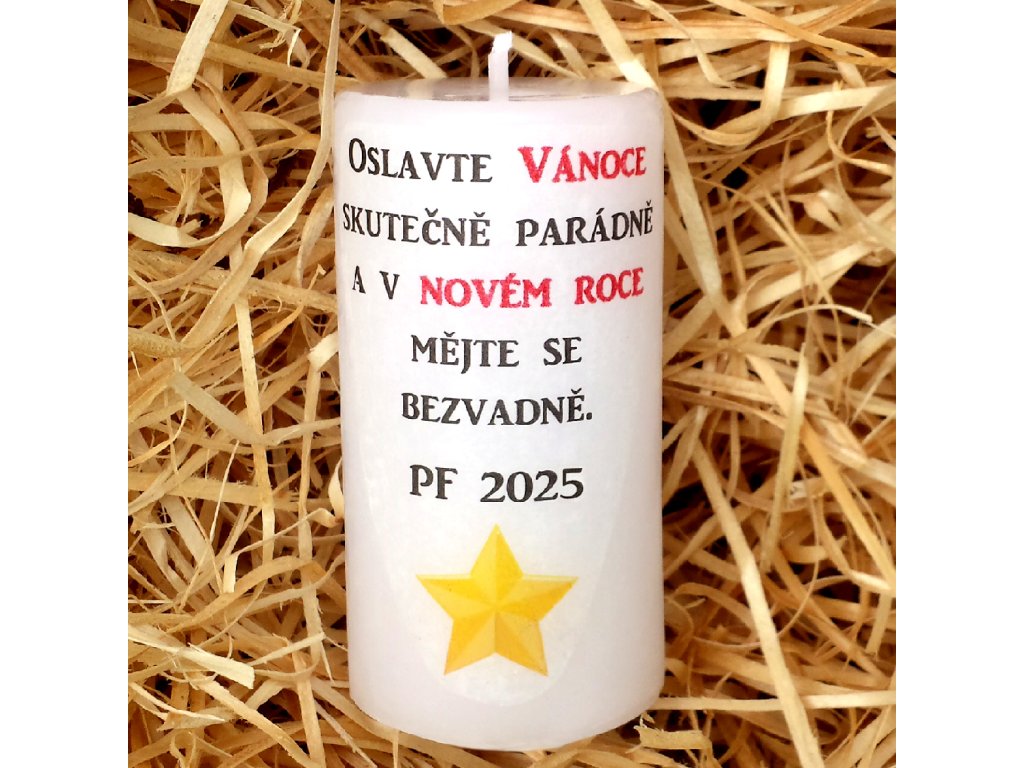 Oslavte Vánoce
skutečně parádně
a v novém roce
mějte se
bezvadně.
PF 2025